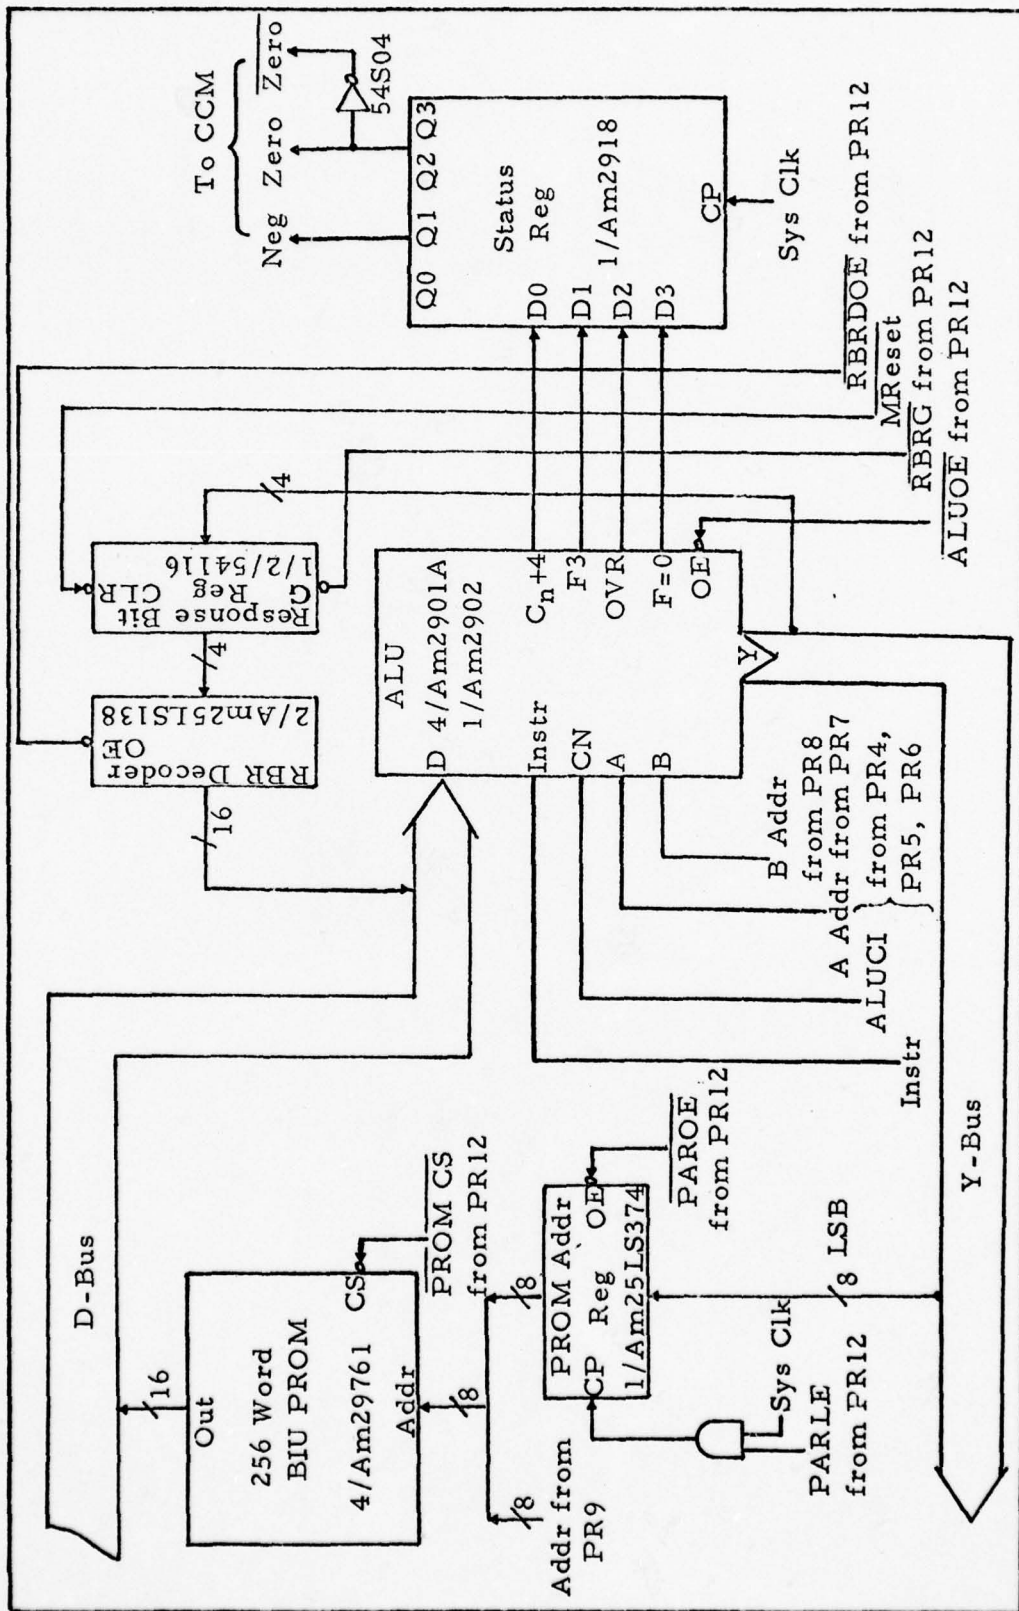 To CCM
Neg
Zero
Zero
54S04
Q0 Q1 Q2 Q3
Status
Reg
1/Am2918
D0
D1
D2
D3
CP
Sys Clk
RBRDOE from PR12
MReset
RBRG from PR12
ALUOE from PR12
4
Response Bit
Reg
1/2/54116
G
CLR
4
RBR Decoder
OE
2/Am25LS138
16
ALU
4/Am2901A
1/Am2902
D
Instr
CN
A
B
Cn+4
F3
OVR
F=0
OE
Y
B Addr
from PR8
A Addr from PR7
ALUCI
from PR4,
PR5, PR6
Instr
D-Bus
16
Out
256 Word
BIU PROM
4/Am29761
CS
Addr
PROM CS
from PR12
8
8
8
Addr from
PR9
PROM Addr
Reg
1/Am25LS374
CP
OE
PAROE
from PR12
8 LSB
Sys Clk
PARLE
from PR12
Y-Bus